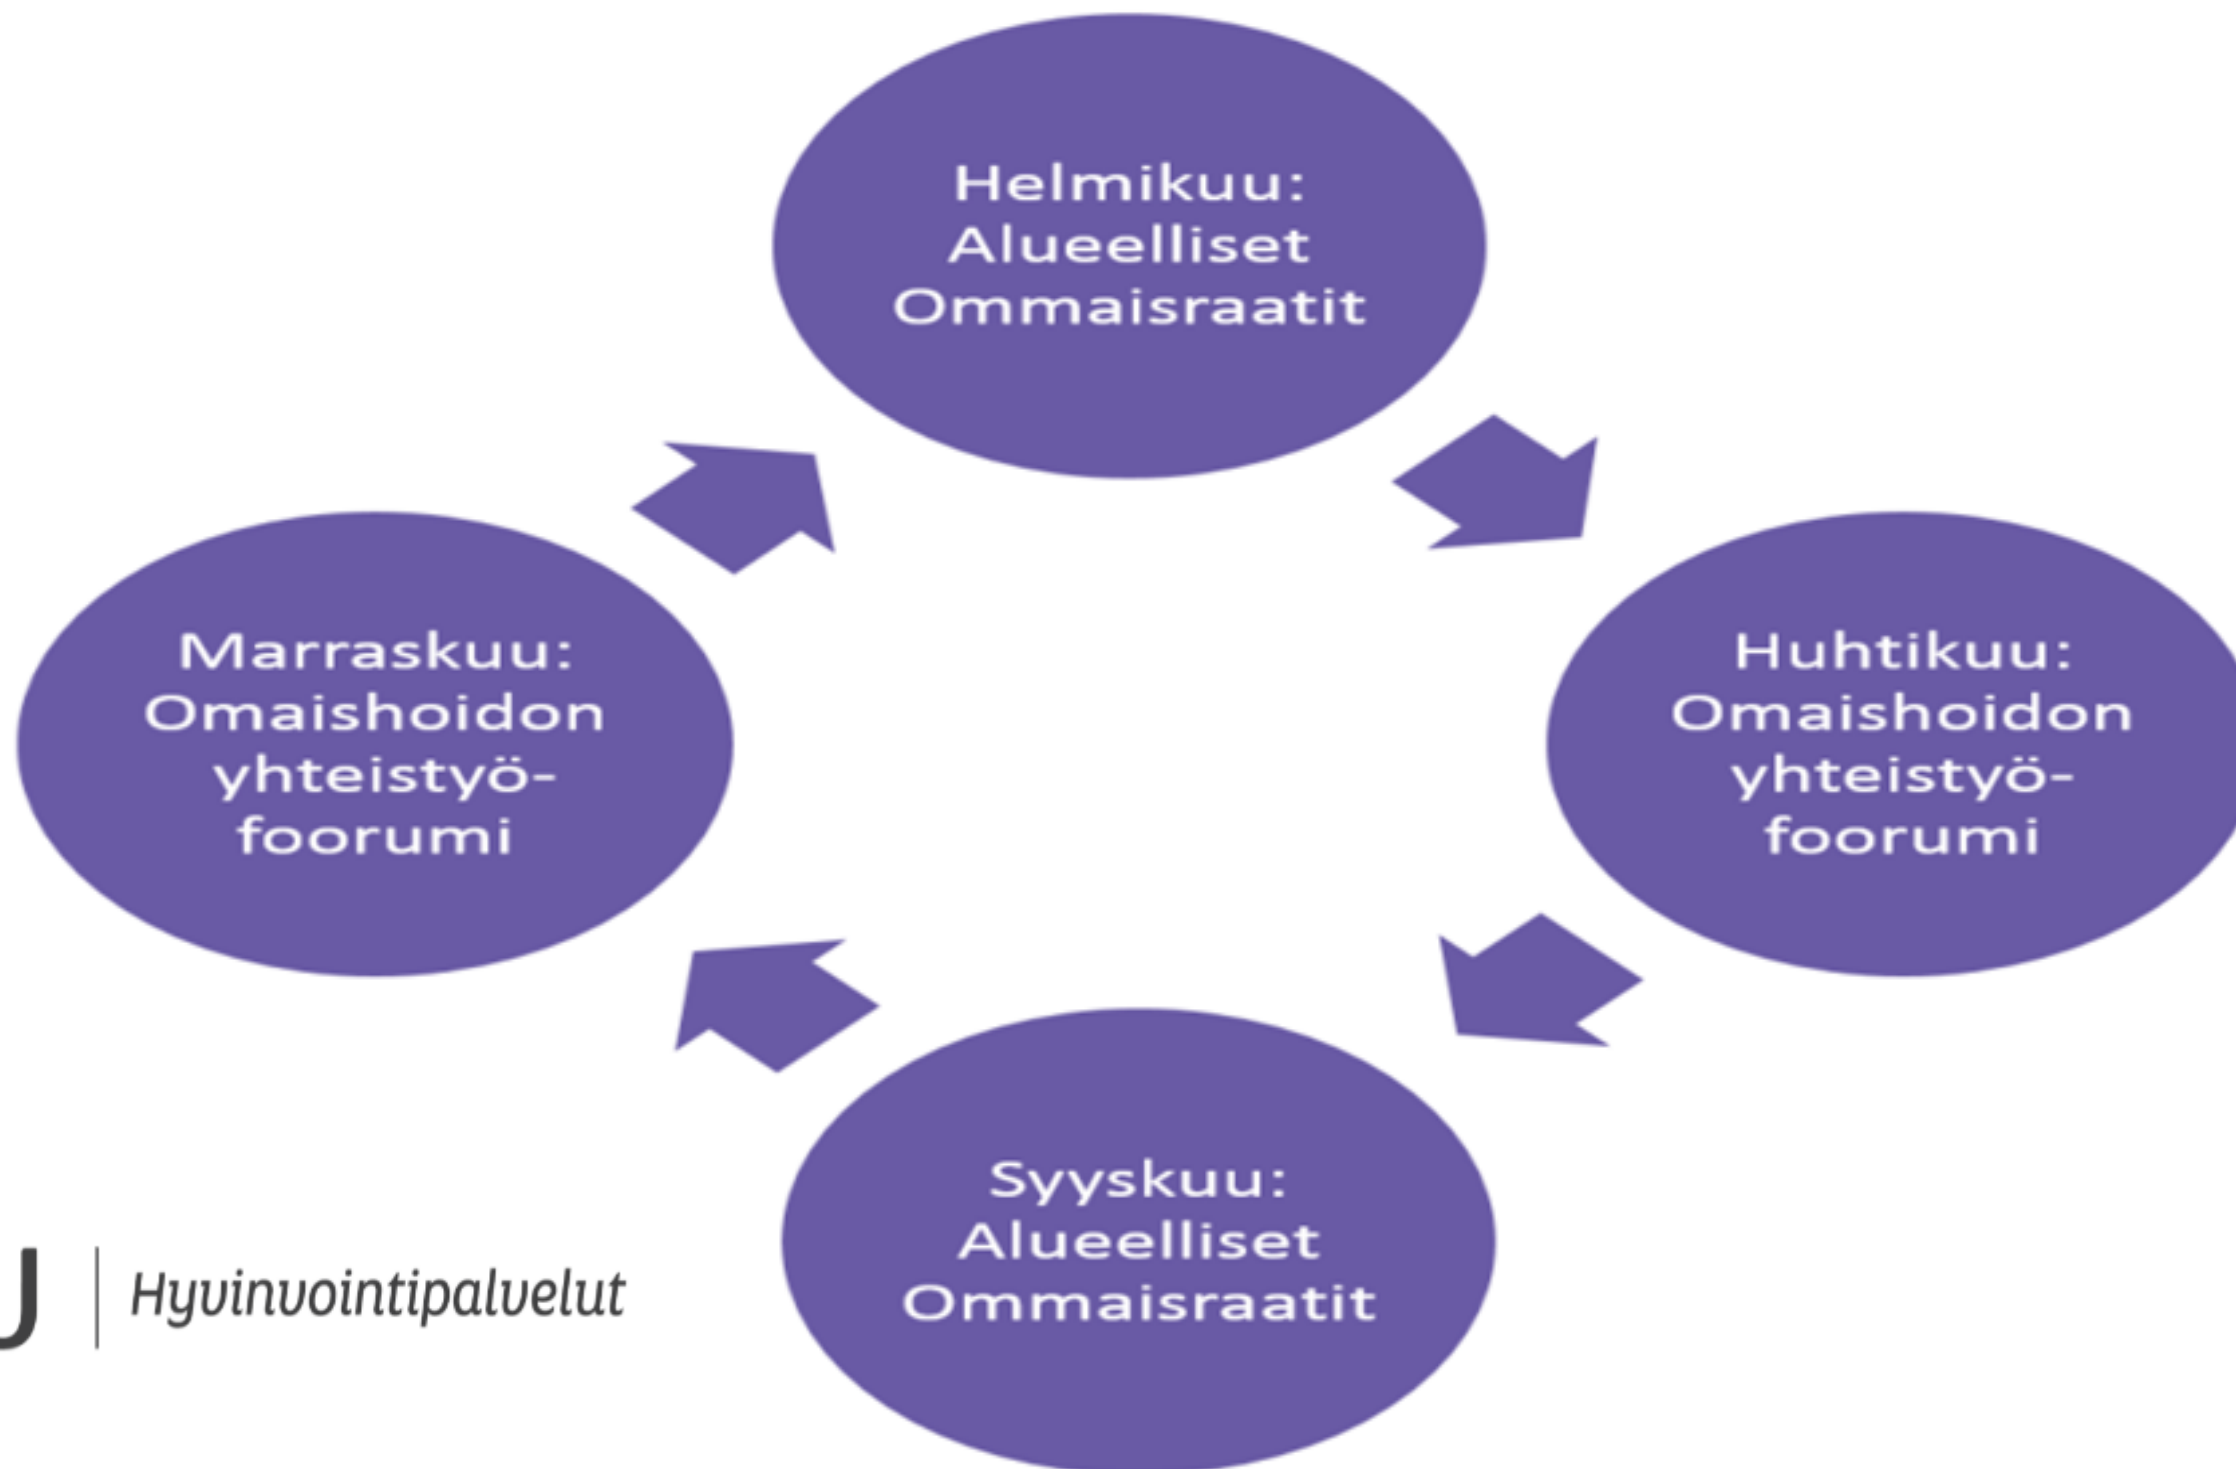 Helmikuu:
Alueelliset
Ommaisraatit
Huhtikuu:
Omaishoidon
yhteistyö-
foorumi
Syyskuu:
Alueelliset
Ommaisraatit
Marraskuu:
Omaishoidon
yhteistyö-
foorumi
U
Hyvinvointipalvelut